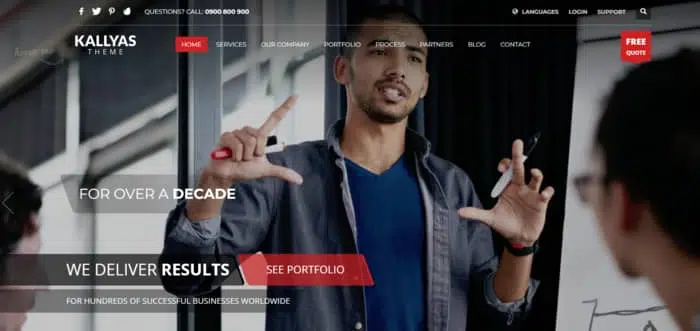 QUESTIONS? CALL: 0900 800 900
LANGUAGES
LOGIN
SUPPORT
KALLYAS
THEME
HOME
SERVICES
OUR COMPANY
PORTFOLIO
PROCESS
PARTNERS
BLOG
CONTACT
FREE
QUOTE
FOR OVER A DECADE
WE DELIVER RESULTS
SEE PORTFOLIO
FOR HUNDREDS OF SUCCESSFUL BUSINESSES WORLDWIDE